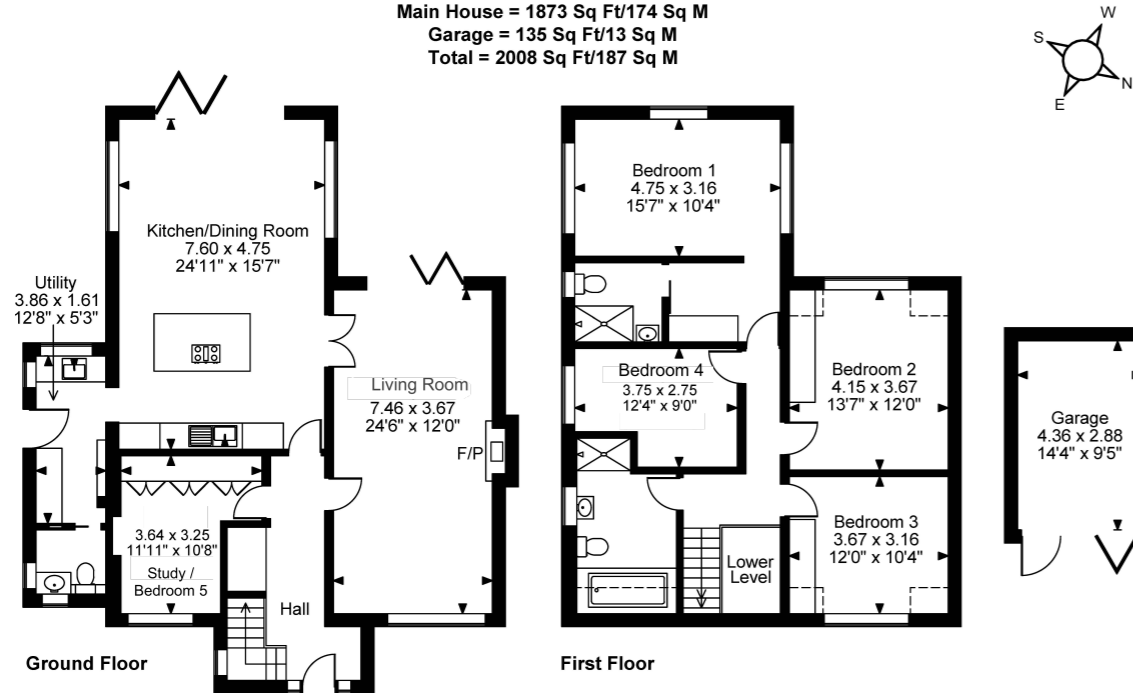 Main House = 1873 Sq Ft/174 Sq M
Garage = 135 Sq Ft/13 Sq M
Total = 2008 Sq Ft/187 Sq M
W
S
N
E
Kitchen/Dining Room
7.60 x 4.75
24'11" x 15'7"
Utility
3.86 x 1.61
12'8" x 5'3"
Living Room
7.46 x 3.67
24'6" x 12'0"
F/P
3.64 x 3.25
11'11" x 10'8"
Study /
Bedroom 5
Hall
Ground Floor
Bedroom 1
4.75 x 3.16
15'7" x 10'4"
Bedroom 4
3.75 x 2.75
12'4" x 9'0"
Bedroom 2
4.15 x 3.67
13'7" x 12'0"
Bedroom 3
3.67 x 3.16
12'0" x 10'4"
Lower
Level
First Floor
Garage
4.36 x 2.88
14'4" x 9'5"